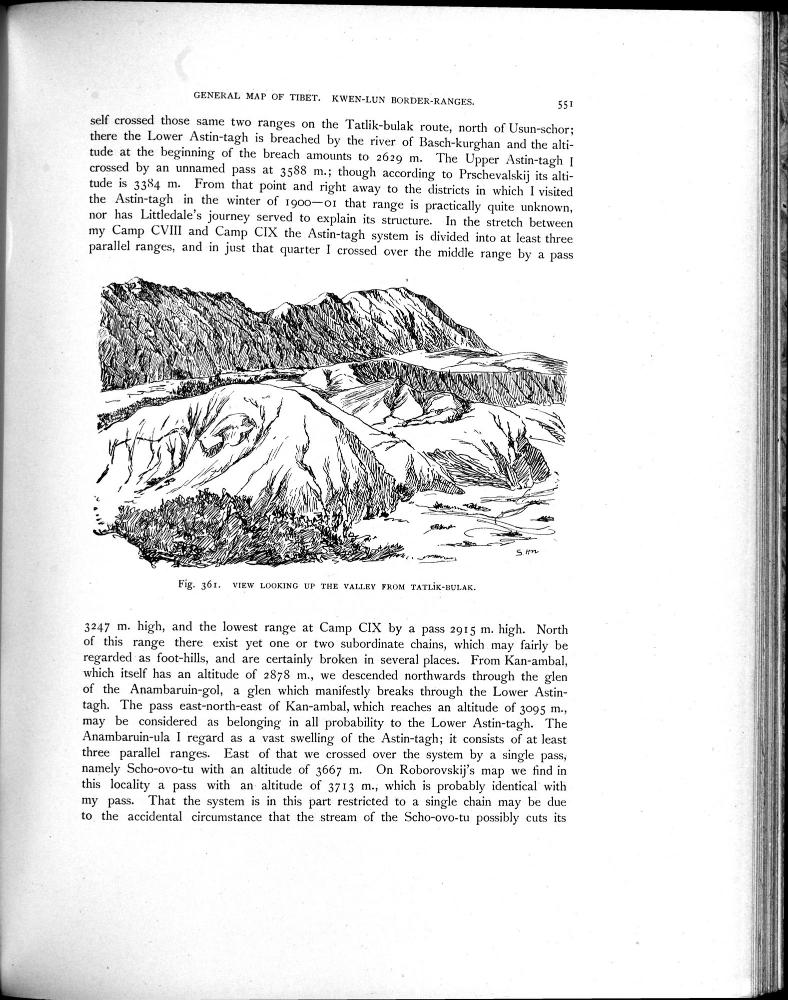 GENERAL MAP OF TIBET. KWEN-LUN BORDER-RANGES. 551
self crossed those same two ranges on the Tatlik-bulak route, north of Usun-schor;
there the Lower Astin-tagh is breached by the river of Basch-kurghan and the alti-
tude at the beginning of the breach amounts to 2629 m. The Upper Astin-tagh I
crossed by an unnamed pass at 3588 m.; though according to Prschevalskij its alti-
tude is 3384 m. From that point and right away to the districts in which I visited
the Astin-tagh in the winter of 1900—01 that range is practically quite unknown,
nor has Littledale's journey served to explain its structure. In the stretch between
my Camp CVIII and Camp CIX the Astin-tagh system is divided into at least three
parallel ranges, and in just that quarter I crossed over the middle range by a pass
S. Hn
Fig. 361. VIEW LOOKING UP THE VALLEY FROM TATLIK-BULAK.
3247 m. high, and the lowest range at Camp CIX by a pass 2915 m. high. North
of this range there exist yet one or two subordinate chains, which may fairly be
regarded as foot-hills, and are certainly broken in several places. From Kan-ambal,
which itself has an altitude of 2878 m., we descended northwards through the glen
of the Anambaruin-gol, a glen which manifestly breaks through the Lower Astin-
tagh. The pass east-north-east of Kan-ambal, which reaches an altitude of 3095 m.,
may be considered as belonging in all probability to the Lower Astin-tagh. The
Anambaruin-ula I regard as a vast swelling of the Astin-tagh; it consists of at least
three parallel ranges. East of that we crossed over the system by a single pass,
namely Scho-ovo-tu with an altitude of 3667 m. On Roborovskij's map we find in
this locality a pass with an altitude of 3713 m., which is probably identical with
my pass. That the system is in this part restricted to a single chain may be due
to the accidental circumstance that the stream of the Scho-ovo-tu possibly cuts its